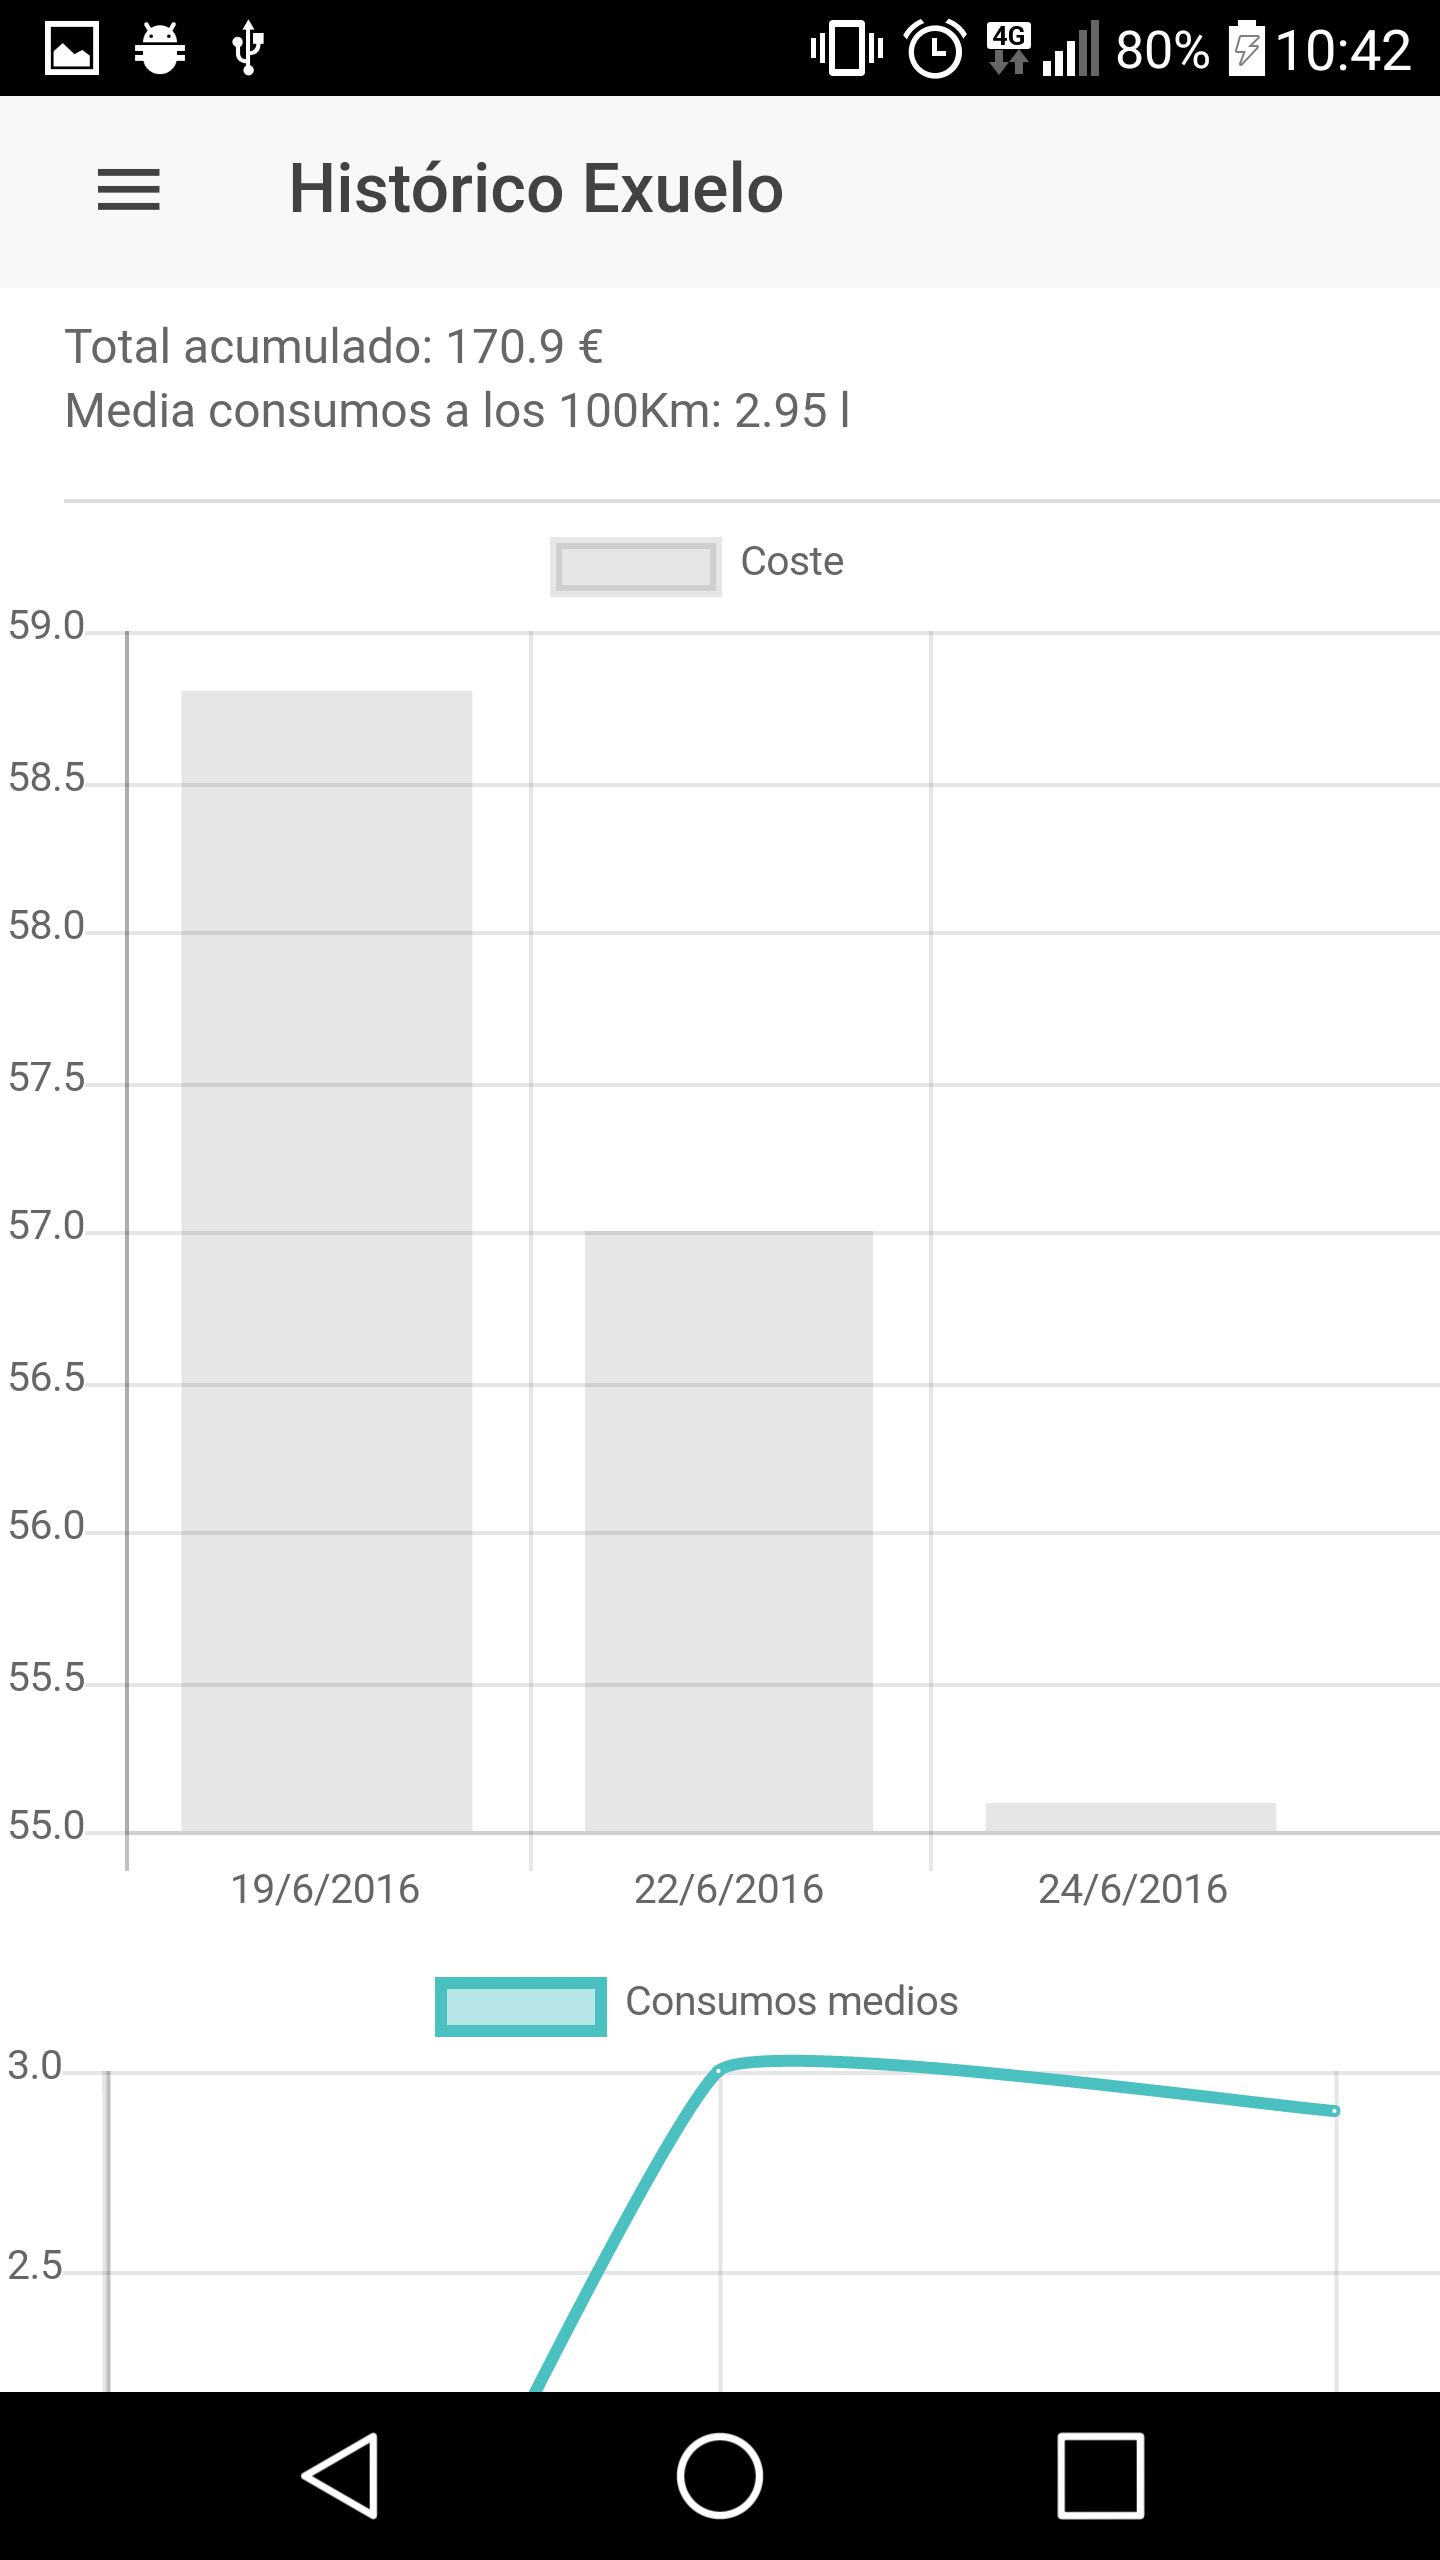 4G 80% 10:42
Histórico Exuelo
Total acumulado: 170.9 €
Media consumos a los 100Km: 2.95 l
Coste
59.0
58.5
58.0
57.5
57.0
56.5
56.0
55.5
55.0
19/6/2016 22/6/2016 24/6/2016
Consumos medios
3.0
2.5